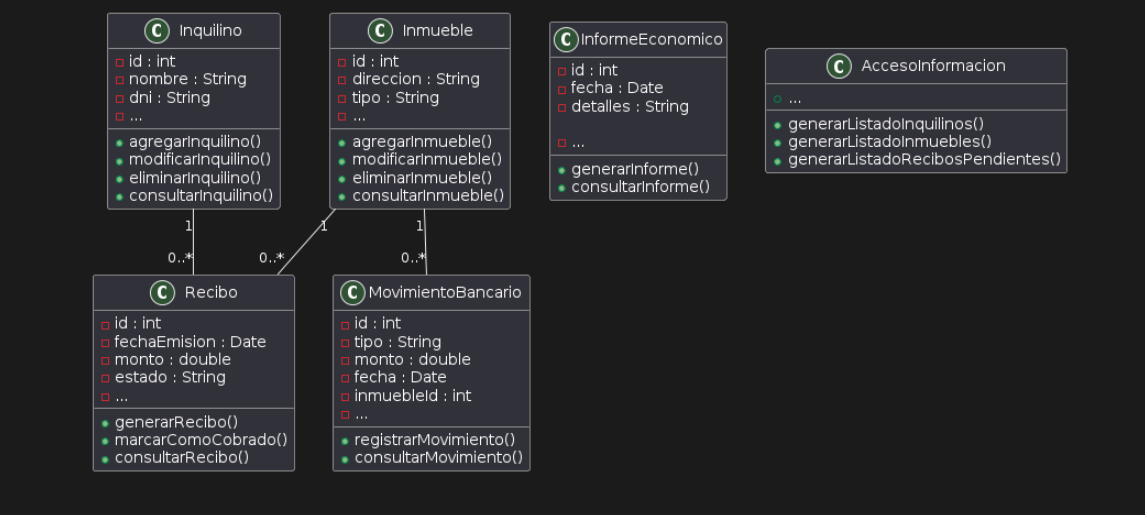 C Inquilino
id : int
nombre : String
dni : String
...
agregarInquilino()
modificarInquilino()
eliminarInquilino()
consultarInquilino()
C Inmueble
id : int
direccion : String
tipo : String
...
agregarInmueble()
modificarInmueble()
eliminarInmueble()
consultarInmueble()
C InformeEconomico
id : int
fecha : Date
detalles : String
...
generarInforme()
consultarInforme()
C AccesoInformacion
...
generarListadoInquilinos()
generarListadoInmuebles()
generarListadoRecibosPendientes()
1
1
1
0..*
0..*
0..*
C Recibo
id : int
fechaEmision : Date
monto : double
estado : String
...
generarRecibo()
marcarComoCobrado()
consultarRecibo()
C MovimientoBancario
id : int
tipo : String
monto : double
fecha : Date
inmuebleId : int
...
registrarMovimiento()
consultarMovimiento()